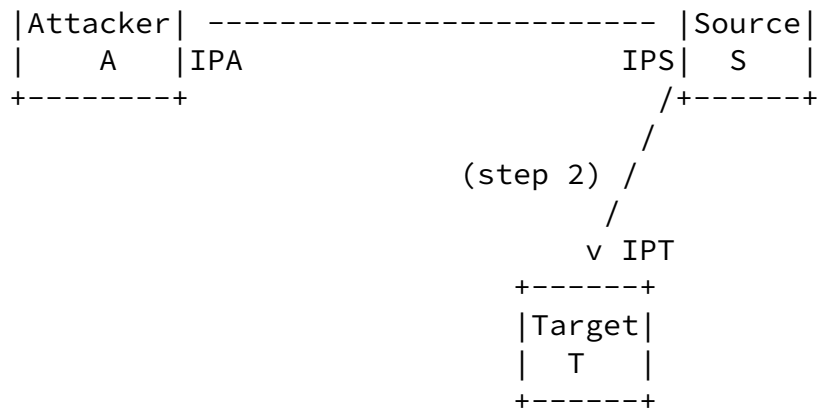 |Attacker| -------------------------- |Source|
|    A   |IPA                     IPS|  S   |
+--------+                          /+------+
/
(step 2) /
/
v IPT
+------+
|Target|
|  T   |
+------+